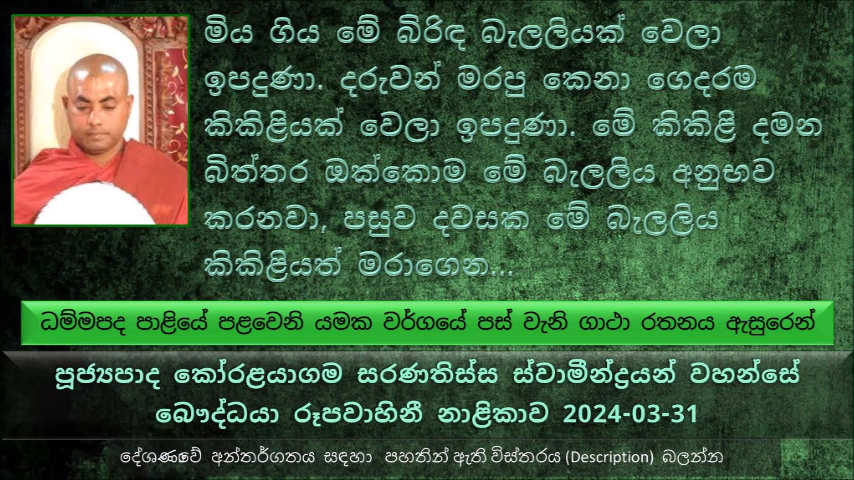 මිය ගිය මේ බිරිඳ බැලලියක් වෙලා
ඉපදුණා. දරුවන් මරපු කෙනා ගෙදරම
කිකිළියක් වෙලා ඉපදුණා. මේ කිකිළි දමන
බිත්තර ඔක්කොම මේ බැලලිය අනුභව
කරනවා, පසුව දවසක මේ බැලලිය
කිකිළියත් මරාගෙන...
ධම්මපද පාළියේ පළවෙනි යමක වර්ගයේ පස් වැනි ගාථා රතනය ඇසුරෙන්
පූජ්‍යපාද කෝරළයාගම සරණතිස්ස ස්වාමීන්ද්‍රයන් වහන්සේ
බෞද්ධයා රූපවාහිනී නාළිකාව 2024-03-31
දේශණාවේ අන්තර්ගතය සඳහා පහතින් ඇති විස්තරය (Description) බලන්න